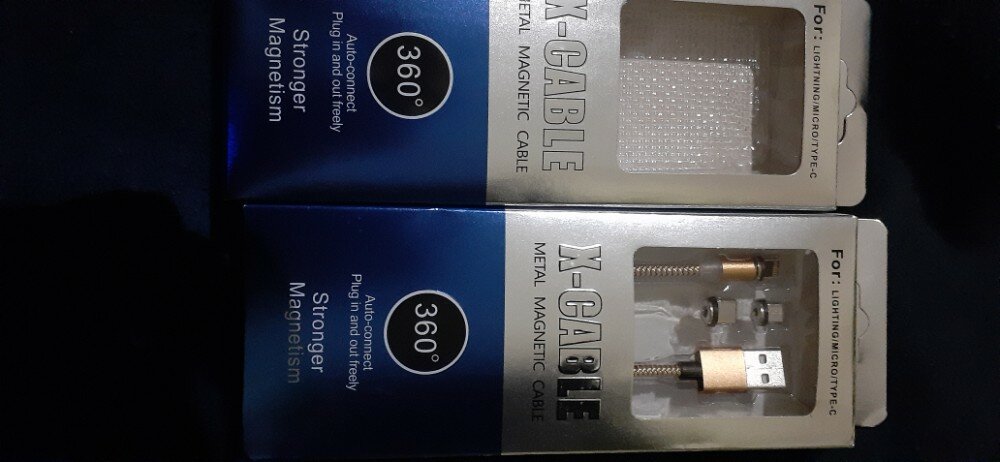 For: LIGHTNING/MICRO/TYPE-C
X-CABLE
METAL MAGNETIC CABLE
360°
Auto-connect
Plug in and out freely
Stronger
Magnetism
For: LIGHTING/MICRO/TYPE-C
X-CABLE
METAL MAGNETIC CABLE
360°
Auto-connect
Plug in and out freely
Stronger
Magnetism